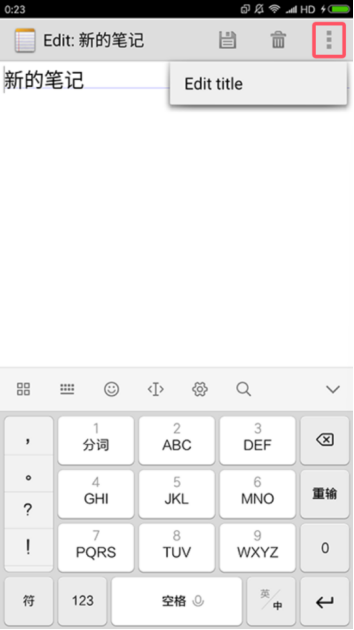 0:23 HD
Edit: 新的笔记
新的笔记
Edit title
, 1 2 3
分词 ABC DEF
。 4 5 6 重输
GHI JKL MNO
?
! 7 8 9 0
PQRS TUV WXYZ
符 123 空格 英/中